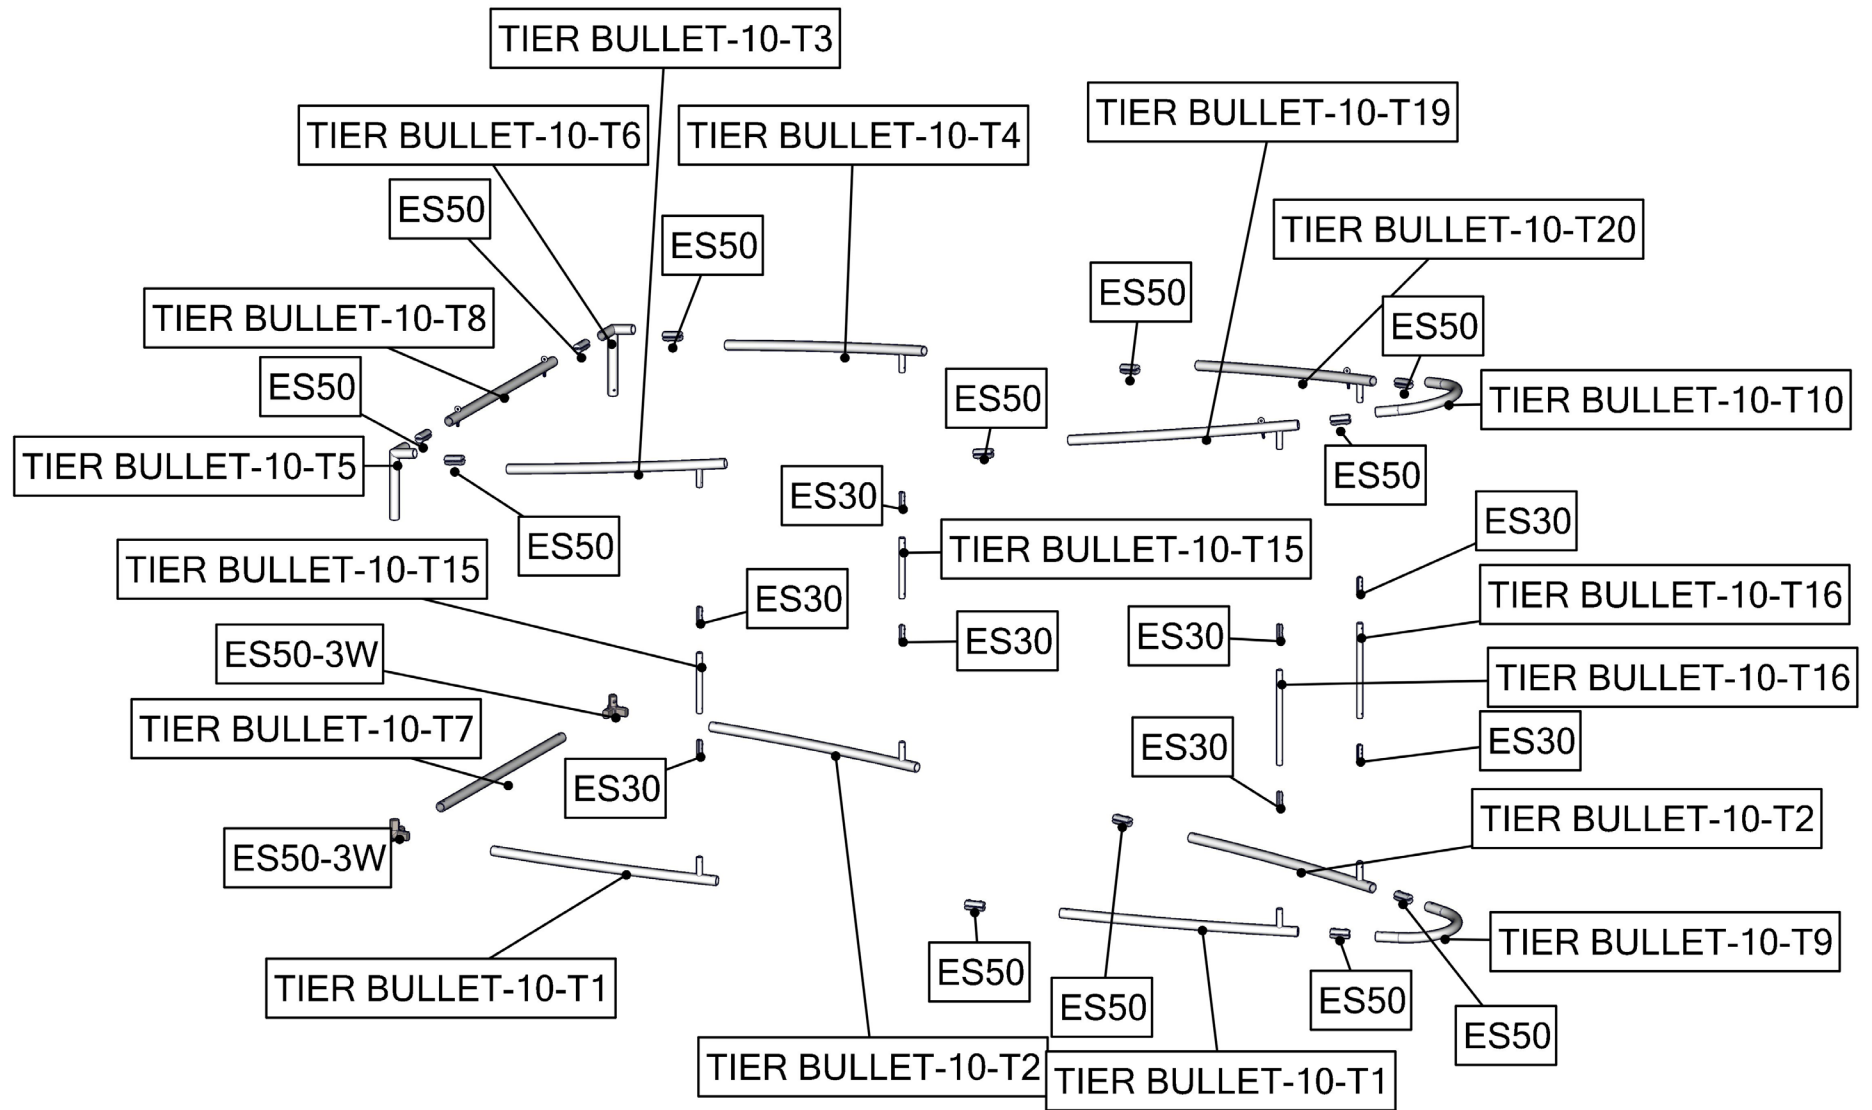 TIER BULLET-10-T3
TIER BULLET-10-T6
TIER BULLET-10-T4
TIER BULLET-10-T19
ES50
ES50
TIER BULLET-10-T20
ES50
TIER BULLET-10-T8
ES50
ES50
ES50
TIER BULLET-10-T10
TIER BULLET-10-T5
ES50
ES30
ES30
ES50
TIER BULLET-10-T15
TIER BULLET-10-T15
ES30
TIER BULLET-10-T16
ES30
ES30
ES50-3W
TIER BULLET-10-T16
TIER BULLET-10-T7
ES30
ES30
ES30
TIER BULLET-10-T2
ES50-3W
TIER BULLET-10-T9
ES50
TIER BULLET-10-T1
ES50
ES50
ES50
TIER BULLET-10-T2
TIER BULLET-10-T1